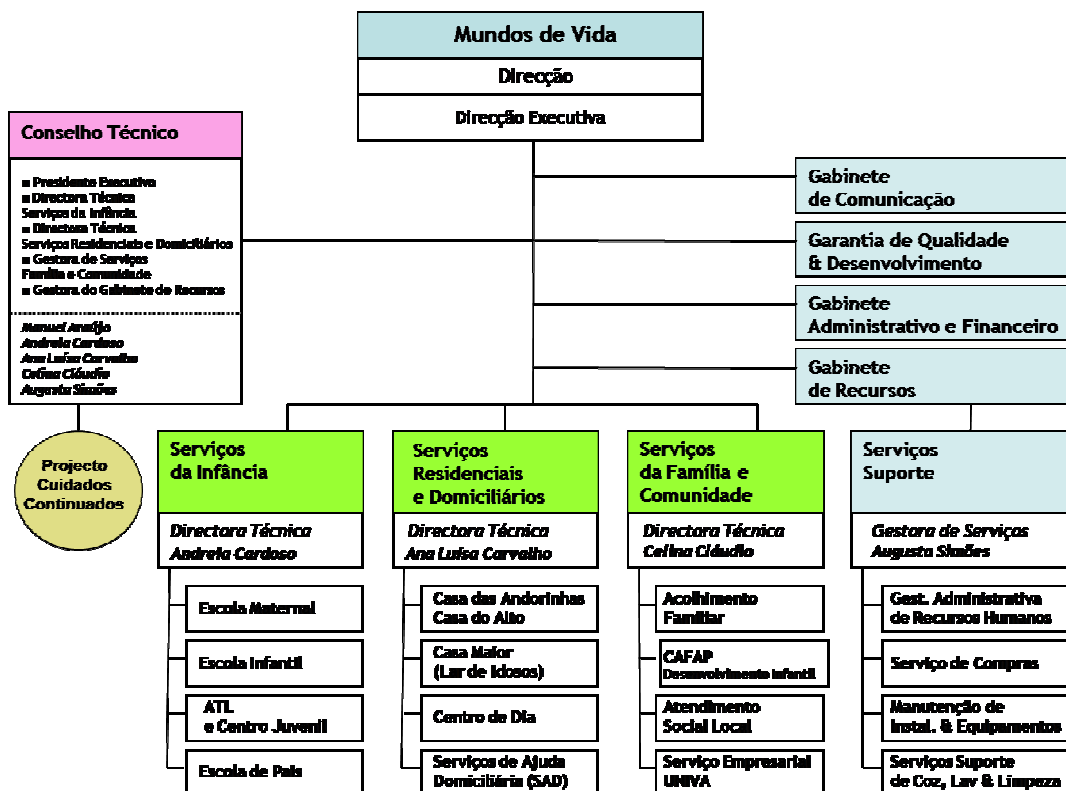 Mundos de Vida
Direcção
Direcção Executiva
Conselho Técnico
Presidente Executiva
Directora Técnica
Serviços da Infância
Directora Técnica
Serviços Residenciais e Domiciliários
Gestora de Serviços
Família e Comunidade
Gestora do Gabinete de Recursos
Manuel Araújo
Andreia Cardoso
Ana Luísa Carvalho
Celina Cláudio
Augusta Simões
Projecto
Cuidados
Continuados
Gabinete
de Comunicação
Garantia de Qualidade
& Desenvolvimento
Gabinete
Administrativo e Financeiro
Gabinete
de Recursos
Serviços
da Infância
Directora Técnica
Andreia Cardoso
Escola Maternal
Escola Infantil
ATL
e Centro Juvenil
Escola de Pais
Serviços
Residenciais
e Domiciliários
Directora Técnica
Ana Luísa Carvalho
Casa das Andorinhas
Casa do Alto
Casa Maior
(Lar de Idosos)
Centro de Dia
Serviços de Ajuda
Domiciliária (SAD)
Serviços
da Família e
Comunidade
Directora Técnica
Celina Cláudio
Acolhimento
Familiar
CAFAP
Desenvolvimento Infantil
Atendimento
Social Local
Serviço Empresarial
UNIVA
Serviços
Suporte
Gestora de Serviços
Augusta Simões
Gest. Administrativa
de Recursos Humanos
Serviço de Compras
Manutenção de
Instal. & Equipamentos
Serviços Suporte
de Coz, Lav & Limpeza